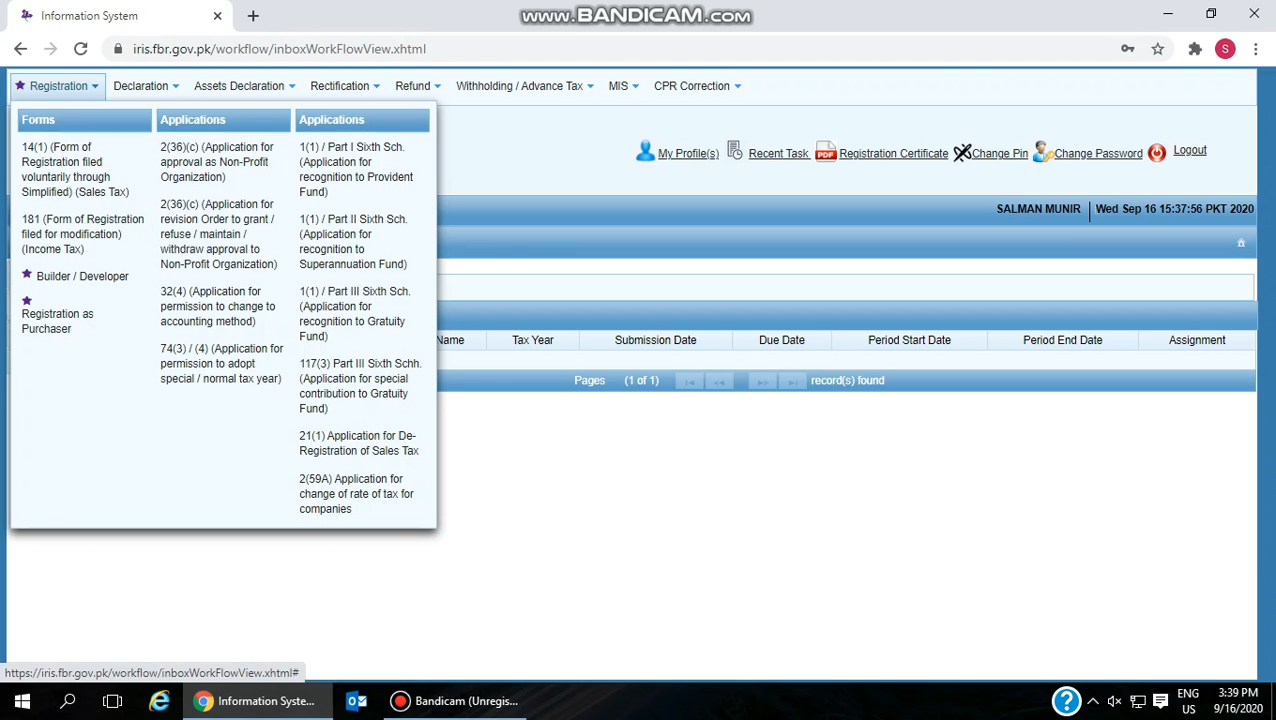 www.BANDICAM.com
Information System
iris.fbr.gov.pk/workflow/inboxWorkFlowView.xhtml
S
Registration Declaration Assets Declaration Rectification Refund Withholding / Advance Tax MIS CPR Correction
Forms
14(1) (Form of
Registration filed
voluntarily through
Simplified) (Sales Tax)
181 (Form of Registration
filed for modification)
(Income Tax)
Builder / Developer
Registration as
Purchaser
Applications
2(36)(c) (Application for
approval as Non-Profit
Organization)
2(36)(c) (Application for
revision Order to grant /
refuse / maintain /
withdraw approval to
Non-Profit Organization)
32(4) (Application for
permission to change to
accounting method)
74(3) / (4) (Application for
permission to adopt
special / normal tax year)
Applications
1(1) / Part I Sixth Sch.
(Application for
recognition to Provident
Fund)
1(1) / Part II Sixth Sch.
(Application for
recognition to
Superannuation Fund)
1(1) / Part III Sixth Sch.
(Application for
recognition to Gratuity
Fund)
117(3) Part III Sixth Schh.
(Application for special
contribution to Gratuity
Fund)
21(1) Application for De-
Registration of Sales Tax
2(59A) Application for
change of rate of tax for
companies
My Profile(s) Recent Task PDF Registration Certificate Change Pin Change Password Logout
SALMAN MUNIR Wed Sep 16 15:37:56 PKT 2020
Name Tax Year Submission Date Due Date Period Start Date Period End Date Assignment
Pages (1 of 1) record(s) found
https://iris.fbr.gov.pk/workflow/inboxWorkFlowView.xhtml#
Information Syste... Bandicam (Unregis...
ENG
US
3:39 PM
9/16/2020